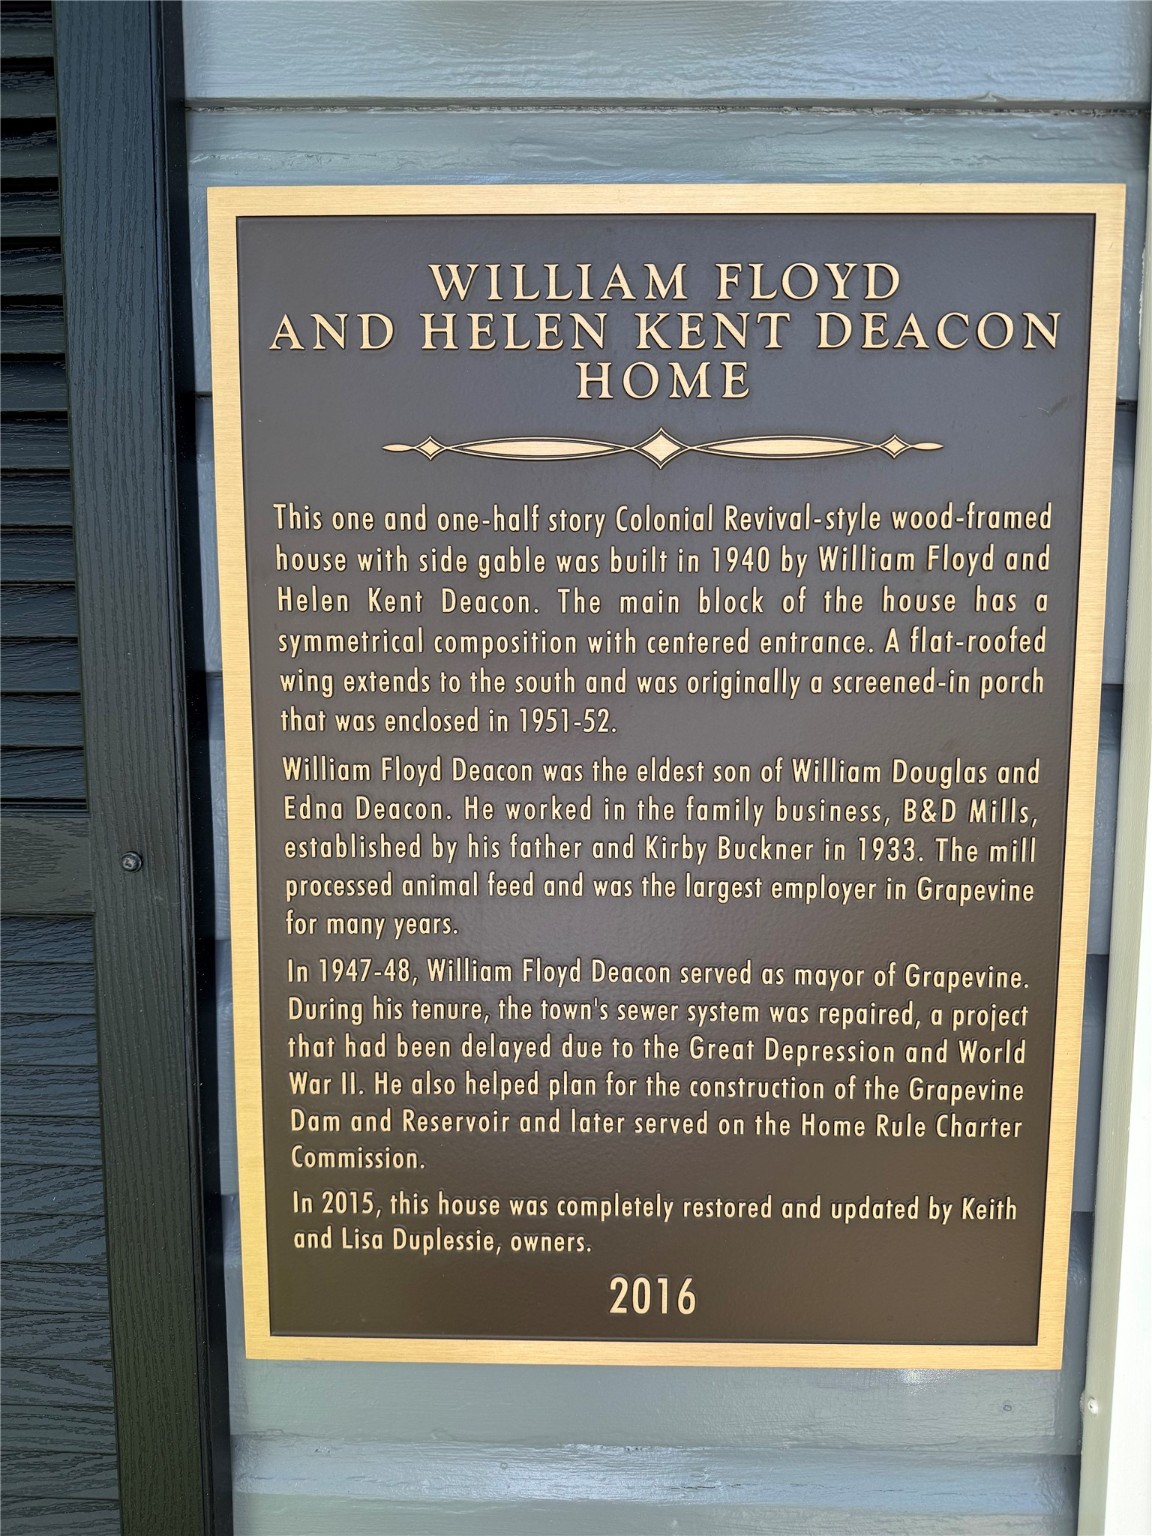 WILLIAM FLOYD
AND HELEN KENT DEACON
HOME
This one and one-half story Colonial Revival-style wood-framed
house with side gable was built in 1940 by William Floyd and
Helen Kent Deacon. The main block of the house has a
symmetrical composition with centered entrance. A flat-roofed
wing extends to the south and was originally a screened-in porch
that was enclosed in 1951-52.
William Floyd Deacon was the eldest son of William Douglas and
Edna Deacon. He worked in the family business, B&D Mills,
established by his father and Kirby Buckner in 1933. The mill
processed animal feed and was the largest employer in Grapevine
for many years.
In 1947-48, William Floyd Deacon served as mayor of Grapevine.
During his tenure, the town's sewer system was repaired, a project
that had been delayed due to the Great Depression and World
War II. He also helped plan for the construction of the Grapevine
Dam and Reservoir and later served on the Home Rule Charter
Commission.
In 2015, this house was completely restored and updated by Keith
and Lisa Duplessie, owners.
2016